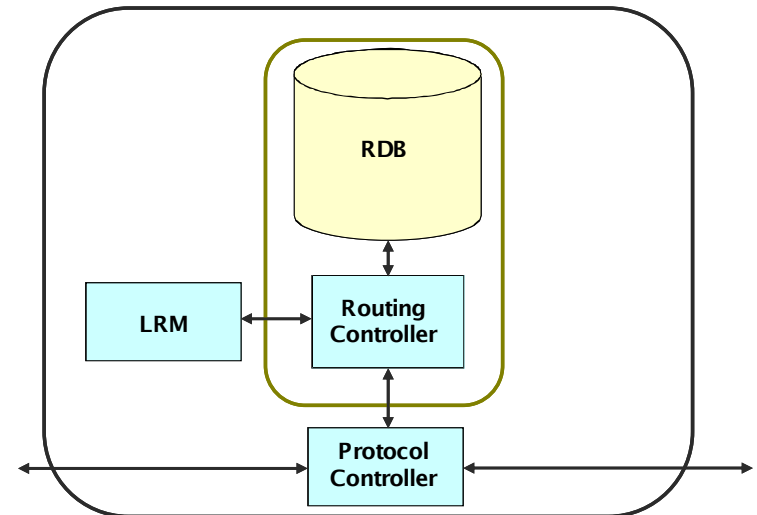 RDB
LRM
Routing
Controller
Protocol
Controller